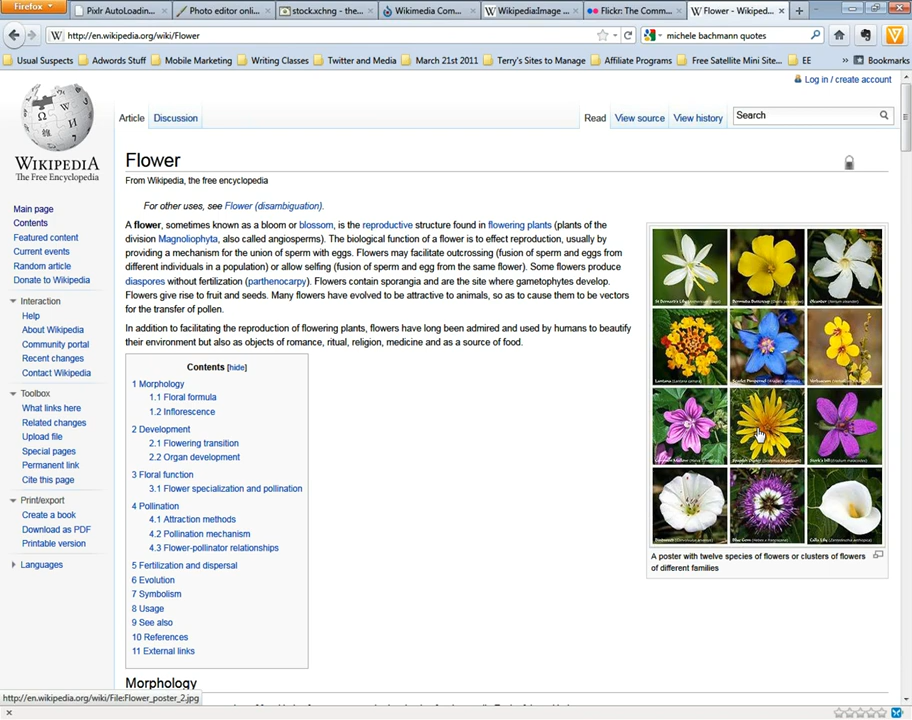 Firefox
Pixlr AutoLoadin...
Photo editor onli...
stock.xchng - the...
Wikimedia Com...
WikipediaImage ...
Flickr: The Comm...
Flower - Wikiped...
http://en.wikipedia.org/wiki/Flower
michele bachmann quotes
Usual Suspects
Adwords Stuff
Mobile Marketing
Writing Classes
Twitter and Media
March 21st 2011
Terry's Sites to Manage
Affiliate Programs
Free Satellite Mini Site...
EE
Bookmarks
Log in / create account
WIKIPEDIA
The Free Encyclopedia
Article
Discussion
Read
View source
View history
Search
Flower
From Wikipedia, the free encyclopedia
For other uses, see Flower (disambiguation).
A flower, sometimes known as a bloom or blossom, is the reproductive structure found in flowering plants (plants of the
division Magnoliophyta, also called angiosperms). The biological function of a flower is to effect reproduction, usually by
providing a mechanism for the union of sperm with eggs. Flowers may facilitate outcrossing (fusion of sperm and eggs from
different individuals in a population) or allow selfing (fusion of sperm and egg from the same flower). Some flowers produce
diaspores without fertilization (parthenocarpy). Flowers contain sporangia and are the site where gametophytes develop.
Flowers give rise to fruit and seeds. Many flowers have evolved to be attractive to animals, so as to cause them to be vectors
for the transfer of pollen.
In addition to facilitating the reproduction of flowering plants, flowers have long been admired and used by humans to beautify
their environment but also as objects of romance, ritual, religion, medicine and as a source of food.
Main page
Contents
Featured content
Current events
Random article
Donate to Wikipedia
Interaction
Help
About Wikipedia
Community portal
Recent changes
Contact Wikipedia
Toolbox
What links here
Related changes
Upload file
Special pages
Permanent link
Cite this page
Print/export
Create a book
Download as PDF
Printable version
Languages
Contents [hide]
1 Morphology
1.1 Floral formula
1.2 Inflorescence
2 Development
2.1 Flowering transition
2.2 Organ development
3 Floral function
3.1 Flower specialization and pollination
4 Pollination
4.1 Attraction methods
4.2 Pollination mechanism
4.3 Flower-pollinator relationships
5 Fertilization and dispersal
6 Evolution
7 Symbolism
8 Usage
9 See also
10 References
11 External links
A poster with twelve species of flowers or clusters of flowers
of different families
Morphology
http://en.wikipedia.org/wiki/File:Flower_poster_2.jpg